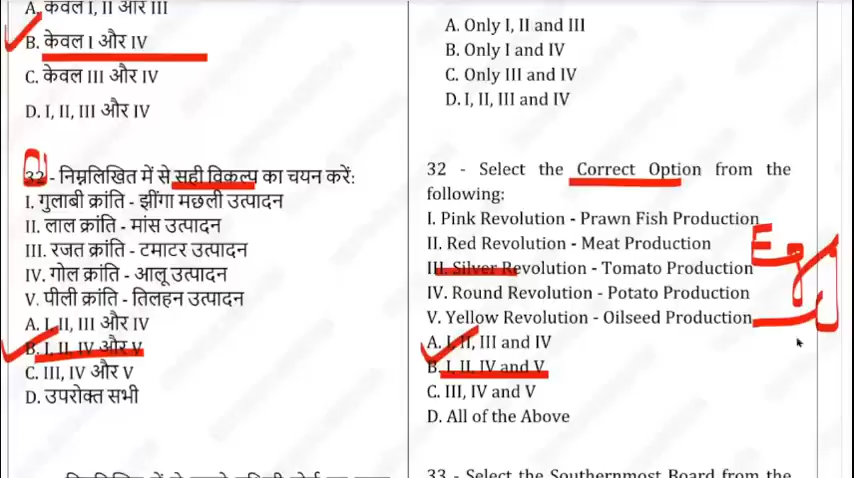 A. केवल I, II और III
B. केवल I और IV
C. केवल III और IV
D. I, II, III और IV
32 - निम्नलिखित में से सही विकल्प का चयन करें:
I. गुलाबी क्रांति - झींगा मछली उत्पादन
II. लाल क्रांति - मांस उत्पादन
III. रजत क्रांति - टमाटर उत्पादन
IV. गोल क्रांति - आलू उत्पादन
V. पीली क्रांति - तिलहन उत्पादन
A. I, II, III और IV
B. I, II, IV और V
C. III, IV और V
D. उपरोक्त सभी
A. Only I, II and III
B. Only I and IV
C. Only III and IV
D. I, II, III and IV
32 - Select the Correct Option from the
following:
I. Pink Revolution - Prawn Fish Production
II. Red Revolution - Meat Production
III. Silver Revolution - Tomato Production
IV. Round Revolution - Potato Production
V. Yellow Revolution - Oilseed Production
A. I, II, III and IV
B. I, II, IV and V
C. III, IV and V
D. All of the Above
33 - Select the Southernmost Board from the